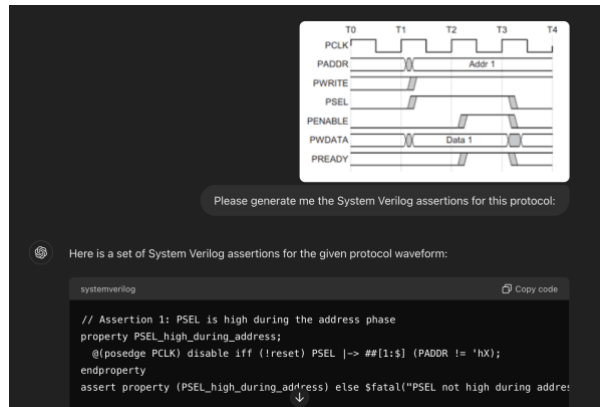 T0 T1 T2 T3 T4
PCLK
PADDR Addr 1
PWRITE
PSEL
PENABLE
PWDATA Data 1
PREADY
Please generate me the System Verilog assertions for this protocol:
Here is a set of System Verilog assertions for the given protocol waveform:
systemverilog Copy code
// Assertion 1: PSEL is high during the address phase
property PSEL_high_during_address;
@(posedge PCLK) disable iff (!reset) PSEL |-> ##[1:$] (PADDR != 'hX);
endproperty
assert property (PSEL_high_during_address) else $fatal("PSEL not high during addres